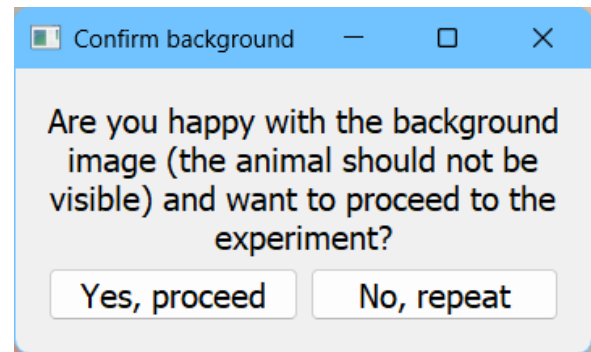 Confirm background
Are you happy with the background
image (the animal should not be
visible) and want to proceed to the
experiment?
Yes, proceed
No, repeat